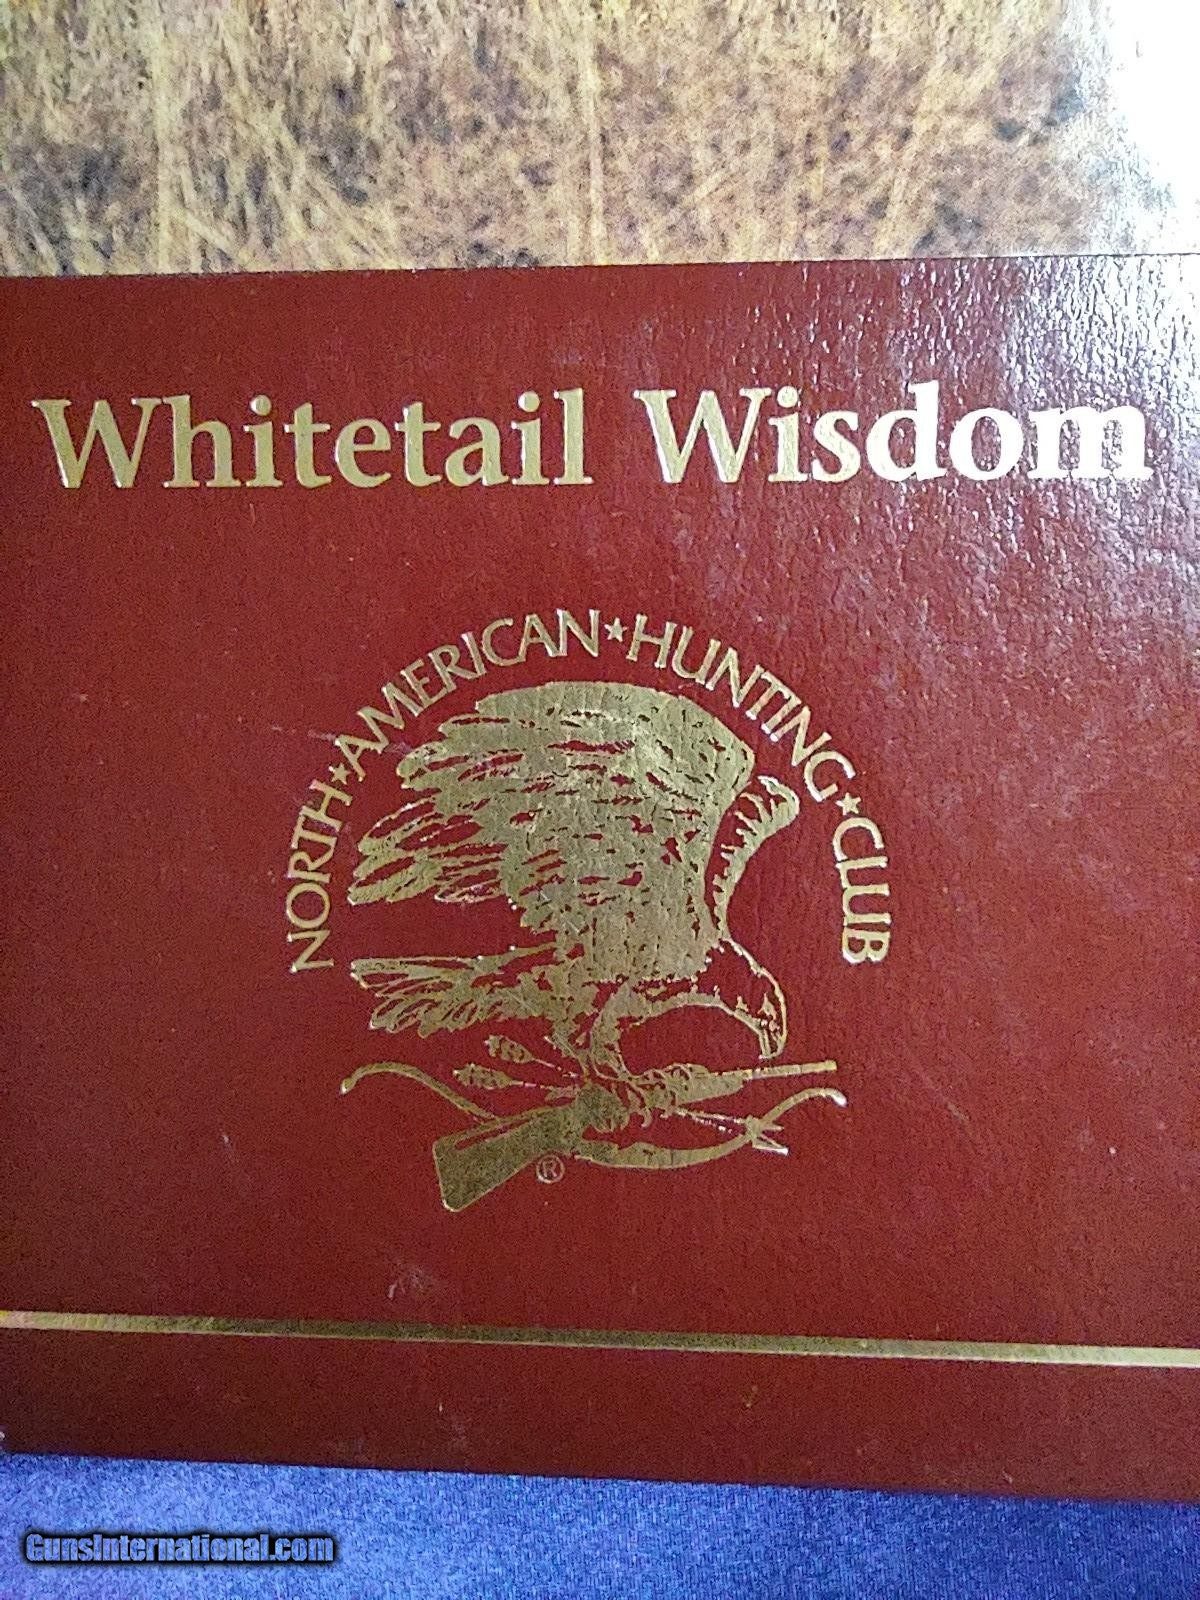 Whitetail Wisdom
NORTH★AMERICAN★HUNTING★CLUB
®
GunsInternational.com